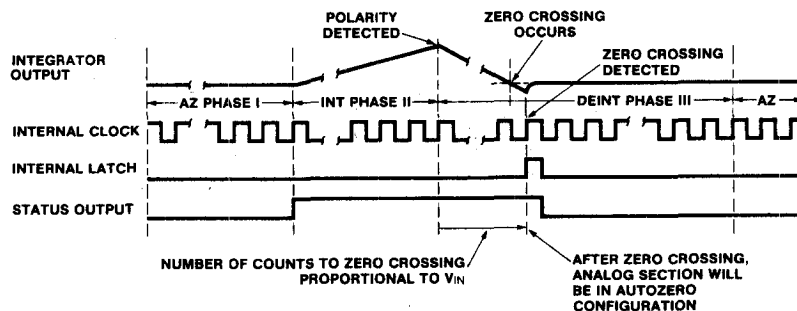 POLARITY
DETECTED
ZERO CROSSING
OCCURS
ZERO CROSSING
DETECTED
INTEGRATOR
OUTPUT
AZ PHASE I
INT PHASE II
DEINT PHASE III
AZ
INTERNAL CLOCK
INTERNAL LATCH
STATUS OUTPUT
NUMBER OF COUNTS TO ZERO CROSSING
PROPORTIONAL TO VIN
AFTER ZERO CROSSING,
ANALOG SECTION WILL
BE IN AUTOZERO
CONFIGURATION